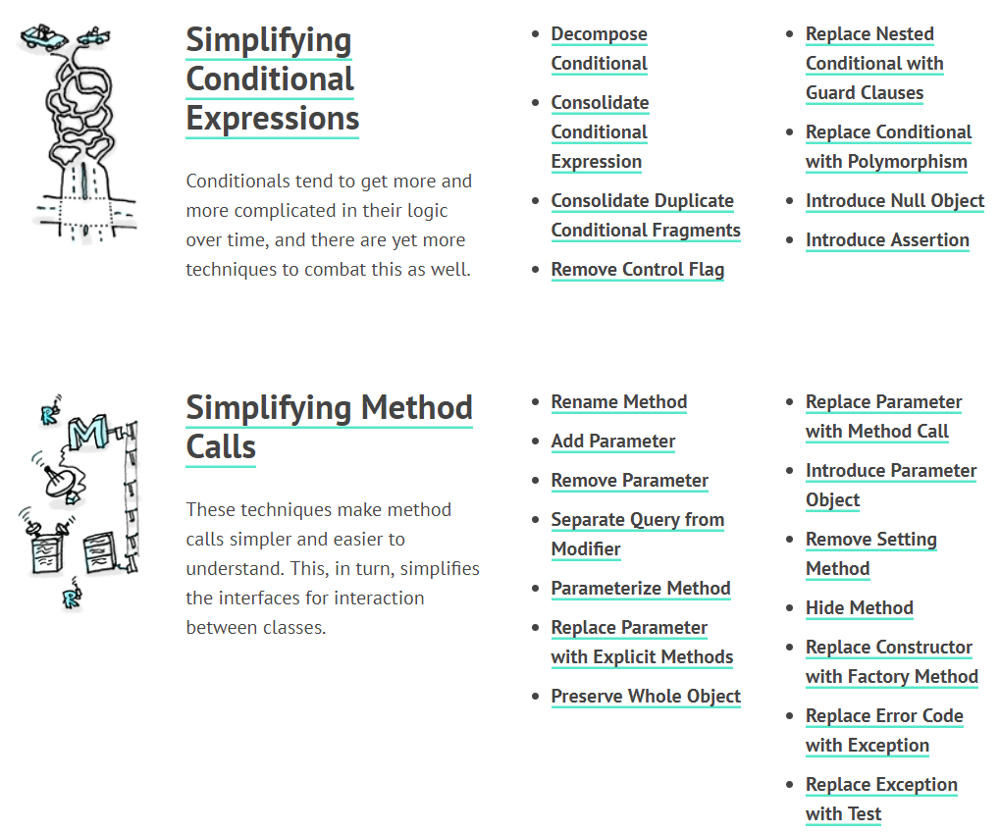 Simplifying
Conditional
Expressions
Conditionals tend to get more and
more complicated in their logic
over time, and there are yet more
techniques to combat this as well.
Decompose
Conditional
Consolidate
Conditional
Expression
Consolidate Duplicate
Conditional Fragments
Remove Control Flag
Replace Nested
Conditional with
Guard Clauses
Replace Conditional
with Polymorphism
Introduce Null Object
Introduce Assertion
R
M
R
Simplifying Method
Calls
These techniques make method
calls simpler and easier to
understand. This, in turn, simplifies
the interfaces for interaction
between classes.
Rename Method
Add Parameter
Remove Parameter
Separate Query from
Modifier
Parameterize Method
Replace Parameter
with Explicit Methods
Preserve Whole Object
Replace Parameter
with Method Call
Introduce Parameter
Object
Remove Setting
Method
Hide Method
Replace Constructor
with Factory Method
Replace Error Code
with Exception
Replace Exception
with Test